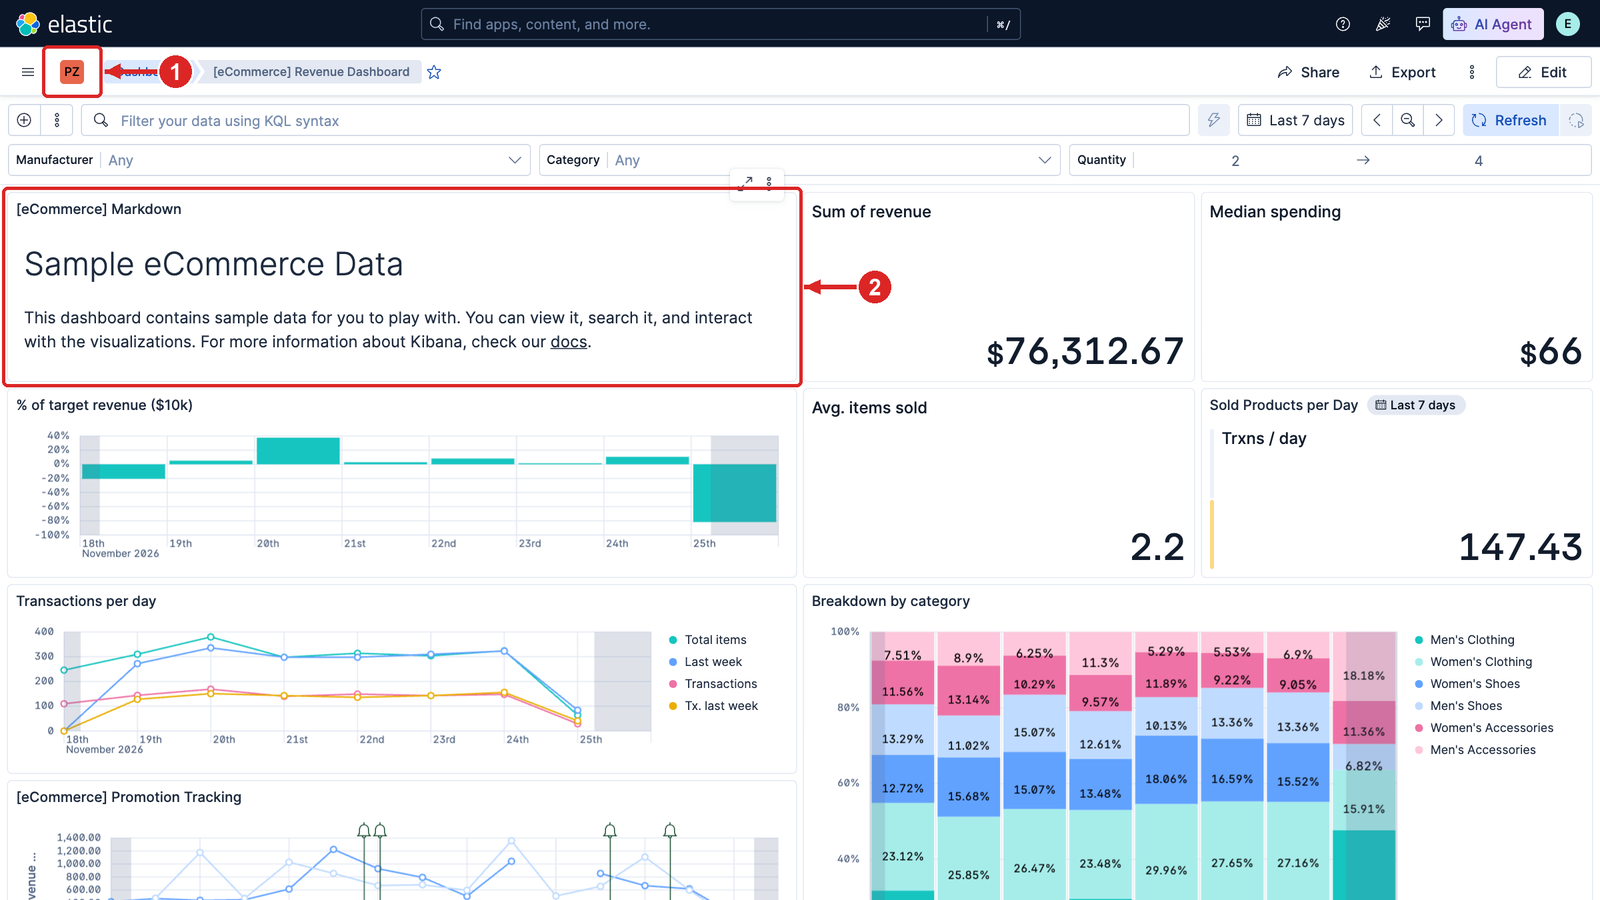 elastic
Find apps, content, and more.
⌘/
AI Agent
E
PZ
1
[eCommerce] Revenue Dashboard
Share
Export
Edit
Filter your data using KQL syntax
Last 7 days
Refresh
Manufacturer Any
Category Any
Quantity 2 → 4
[eCommerce] Markdown
Sample eCommerce Data
This dashboard contains sample data for you to play with. You can view it, search it, and interact
with the visualizations. For more information about Kibana, check our docs.
2
Sum of revenue
$76,312.67
Median spending
$66
% of target revenue ($10k)
40%
20%
0%
-20%
-40%
-60%
-80%
-100%
18th 19th 20th 21st 22nd 23rd 24th 25th
November 2026
Avg. items sold
2.2
Sold Products per Day Last 7 days
Trxns / day
147.43
Transactions per day
400
300
200
100
0
18th 19th 20th 21st 22nd 23rd 24th 25th
November 2026
Total items
Last week
Transactions
Tx. last week
Breakdown by category
100%
80%
60%
40%
7.51% 8.9% 6.25% 11.3% 5.29% 5.53% 6.9% 18.18%
11.56% 13.14% 10.29% 9.57% 11.89% 9.22% 9.05% 11.36%
13.29% 11.02% 15.07% 12.61% 10.13% 13.36% 13.36% 6.82%
12.72% 15.68% 15.07% 13.48% 18.06% 16.59% 15.52% 15.91%
23.12% 25.85% 26.47% 23.48% 29.96% 27.65% 27.16%
Men's Clothing
Women's Clothing
Women's Shoes
Men's Shoes
Women's Accessories
Men's Accessories
[eCommerce] Promotion Tracking
1,400.00
1,200.00
1,000.00
800.00
600.00